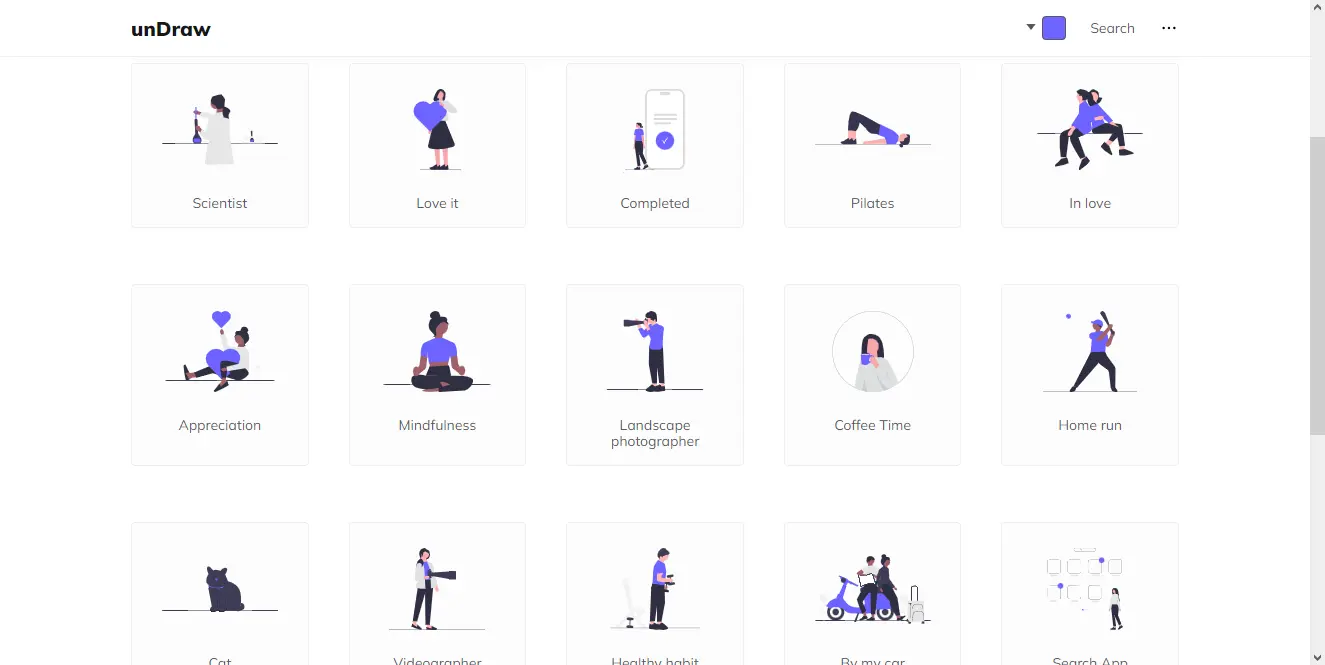 unDraw
Search
Scientist
Love it
Completed
Pilates
In love
Appreciation
Mindfulness
Landscape
photographer
Coffee Time
Home run
Cat
Videographer
Healthy habit
By my car
Search App